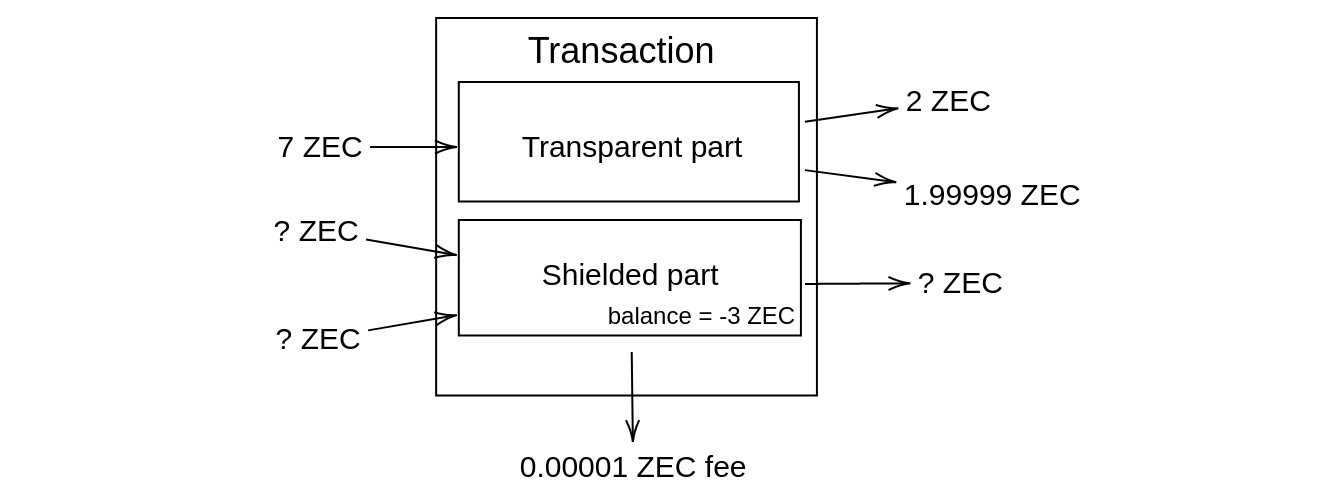 Transaction
7 ZEC
Transparent part
2 ZEC
1.99999 ZEC
? ZEC
? ZEC
Shielded part
balance = -3 ZEC
? ZEC
0.00001 ZEC fee